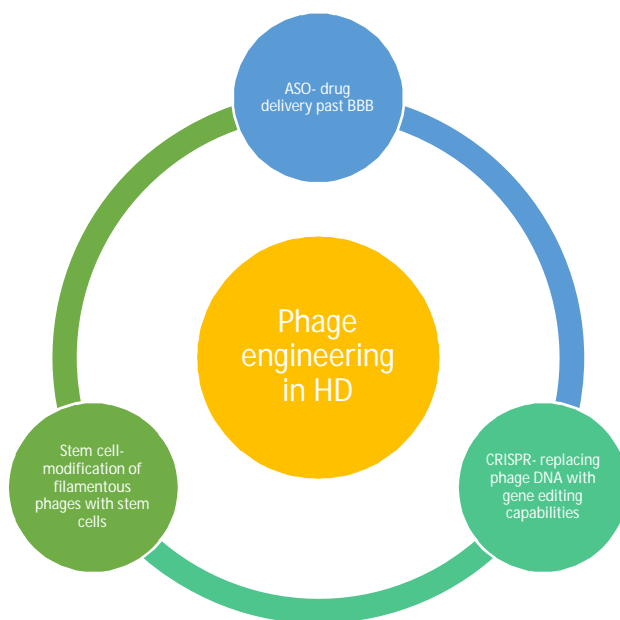 ASO- drug
delivery past BBB
Phage
engineering
in HD
Stem cell-
modification of
filamentous
phages with stem
cells
CRISPR- replacing
phage DNA with
gene editing
capabilities